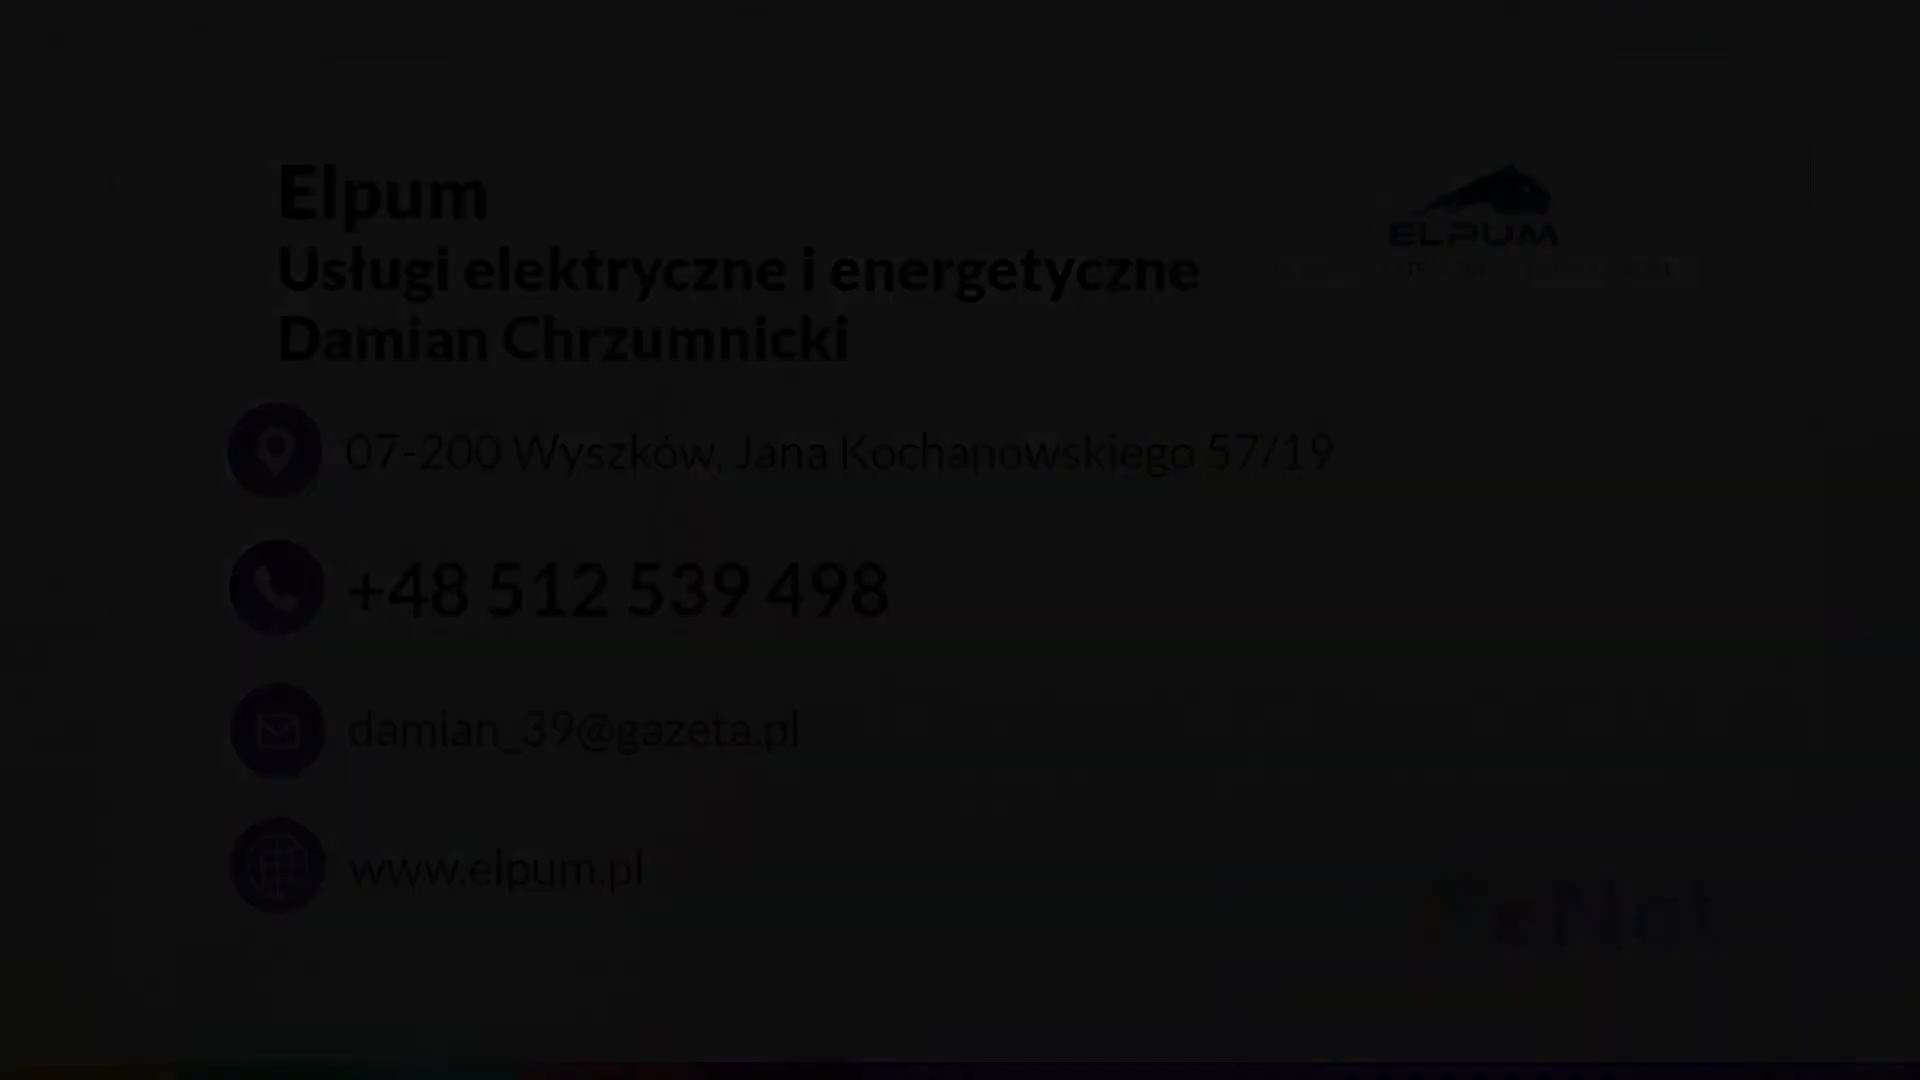 Elpum
Usługi elektryczne i energetyczne
Damian Chrzumnicki
ELPUM
07-200 Wyszków, Jana Kochanowskiego 57/19
+48 512 539 498
damian_39@gazeta.pl
www.elpum.pl